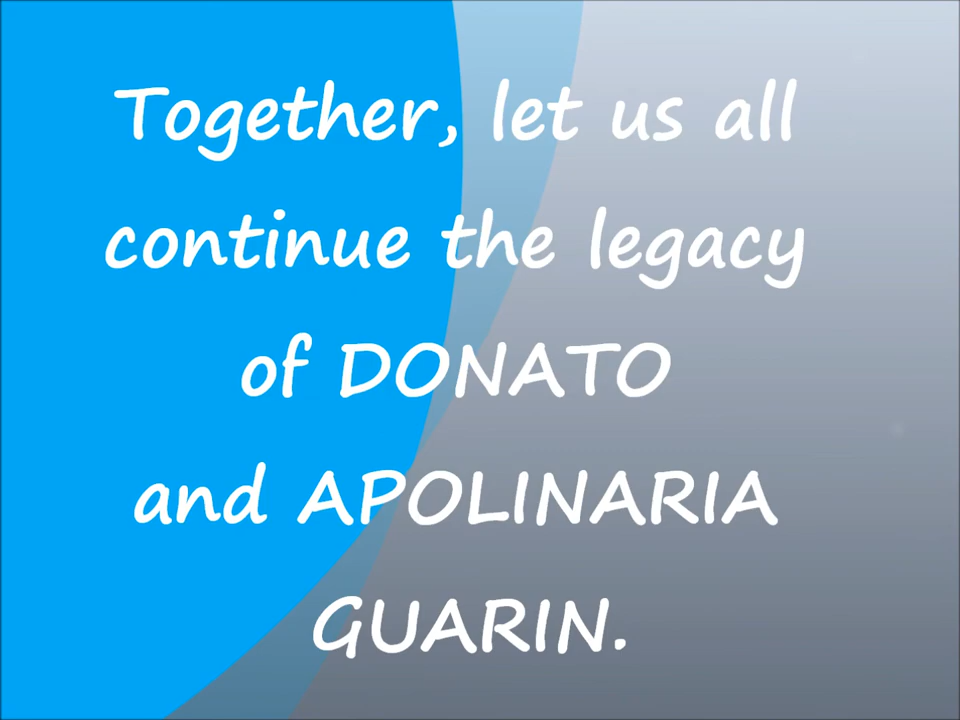 Together, let us all
continue the legacy
of DONATO
and APOLINARIA
GUARIN.